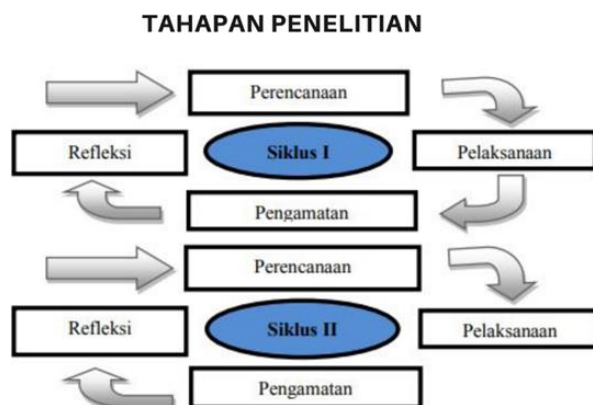 TAHAPAN PENELITIAN
Perencanaan
Refleksi
Siklus I
Pelaksanaan
Pengamatan
Perencanaan
Refleksi
Siklus II
Pelaksanaan
Pengamatan